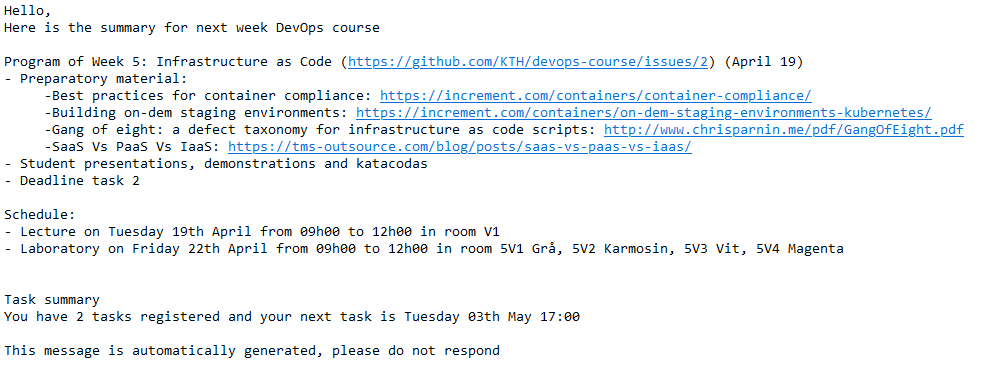 Hello,
Here is the summary for next week DevOps course
Program of Week 5: Infrastructure as Code (https://github.com/KTH/devops-course/issues/2) (April 19)
- Preparatory material:
-Best practices for container compliance: https://increment.com/containers/container-compliance/
-Building on-dem staging environments: https://increment.com/containers/on-dem-staging-environments-kubernetes/
-Gang of eight: a defect taxonomy for infrastructure as code scripts: http://www.chrisparnin.me/pdf/GangOfEight.pdf
-SaaS Vs PaaS Vs IaaS: https://tms-outsource.com/blog/posts/saas-vs-paas-vs-iaas/
- Student presentations, demonstrations and katacodas
- Deadline task 2
Schedule:
- Lecture on Tuesday 19th April from 09h00 to 12h00 in room V1
- Laboratory on Friday 22th April from 09h00 to 12h00 in room 5V1 Grå, 5V2 Karmosin, 5V3 Vit, 5V4 Magenta
Task summary
You have 2 tasks registered and your next task is Tuesday 03th May 17:00
This message is automatically generated, please do not respond